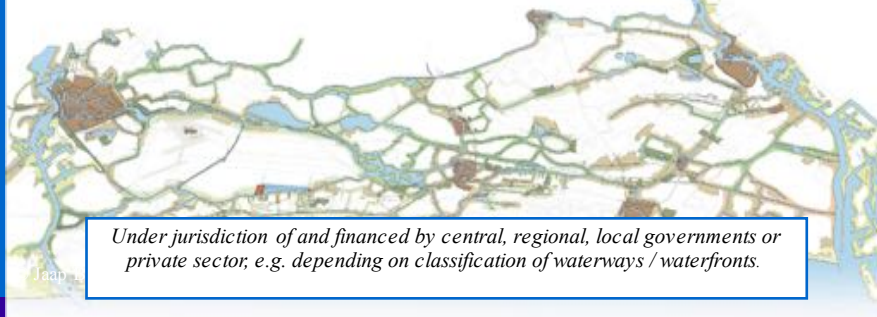 Under jurisdiction of and financed by central, regional, local governments or
private sector, e.g. depending on classification of waterways / waterfronts.